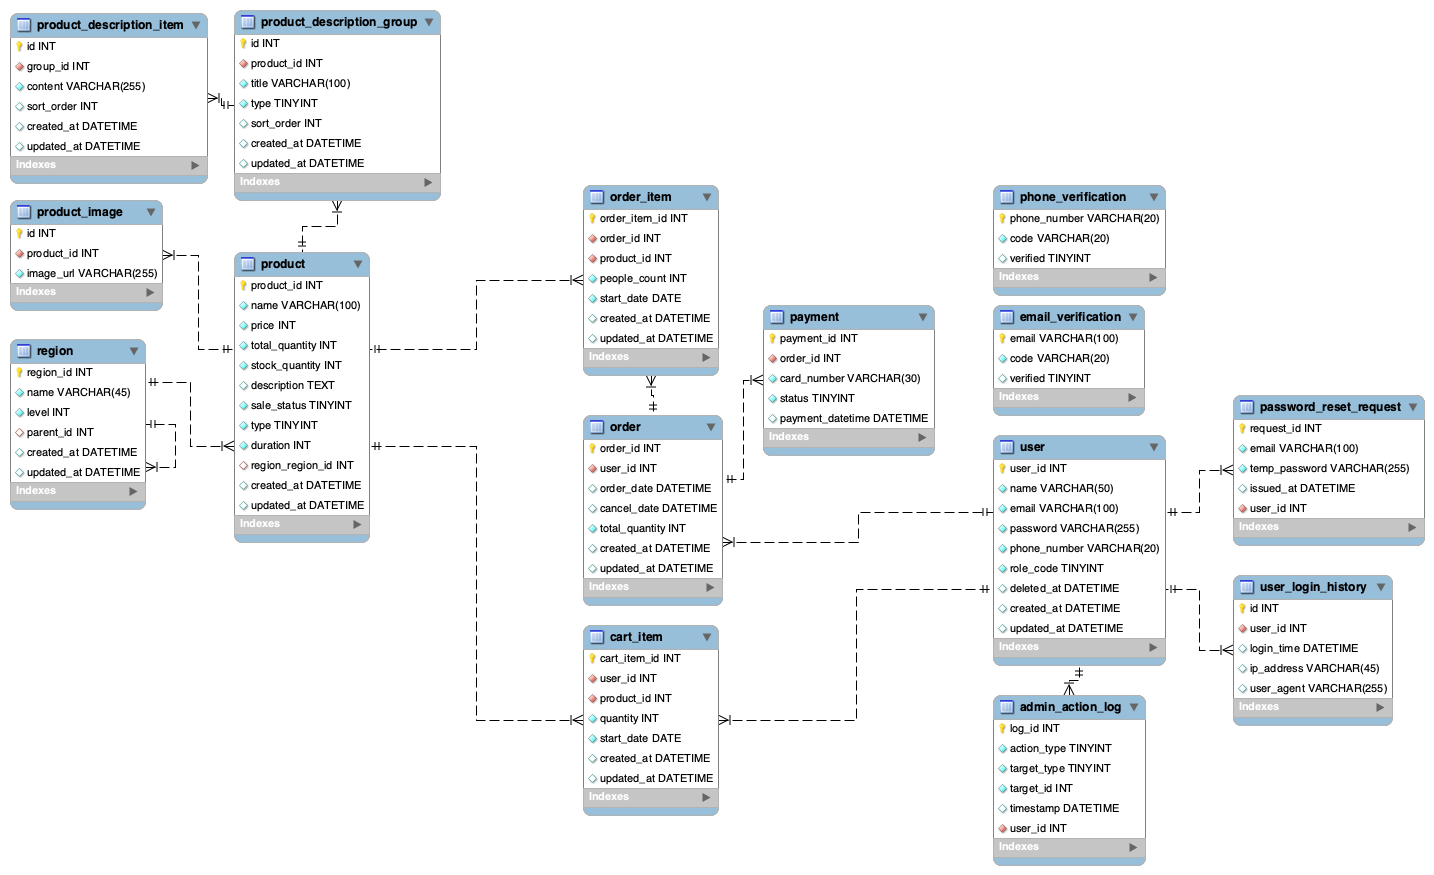 product_description_item
id INT
group_id INT
content VARCHAR(255)
sort_order INT
created_at DATETIME
updated_at DATETIME
Indexes
product_description_group
id INT
product_id INT
title VARCHAR(100)
type TINYINT
sort_order INT
created_at DATETIME
updated_at DATETIME
Indexes
product_image
id INT
product_id INT
image_url VARCHAR(255)
Indexes
region
region_id INT
name VARCHAR(45)
level INT
parent_id INT
created_at DATETIME
updated_at DATETIME
Indexes
product
product_id INT
name VARCHAR(100)
price INT
total_quantity INT
stock_quantity INT
description TEXT
sale_status TINYINT
type TINYINT
duration INT
region_region_id INT
created_at DATETIME
updated_at DATETIME
Indexes
order_item
order_item_id INT
order_id INT
product_id INT
people_count INT
start_date DATE
created_at DATETIME
updated_at DATETIME
Indexes
payment
payment_id INT
order_id INT
card_number VARCHAR(30)
status TINYINT
payment_datetime DATETIME
Indexes
order
order_id INT
user_id INT
order_date DATETIME
cancel_date DATETIME
total_quantity INT
created_at DATETIME
updated_at DATETIME
Indexes
cart_item
cart_item_id INT
user_id INT
product_id INT
quantity INT
start_date DATE
created_at DATETIME
updated_at DATETIME
Indexes
phone_verification
phone_number VARCHAR(20)
code VARCHAR(20)
verified TINYINT
Indexes
email_verification
email VARCHAR(100)
code VARCHAR(20)
verified TINYINT
Indexes
user
user_id INT
name VARCHAR(50)
email VARCHAR(100)
password VARCHAR(255)
phone_number VARCHAR(20)
role_code TINYINT
deleted_at DATETIME
created_at DATETIME
updated_at DATETIME
Indexes
admin_action_log
log_id INT
action_type TINYINT
target_type TINYINT
target_id INT
timestamp DATETIME
user_id INT
Indexes
password_reset_request
request_id INT
email VARCHAR(100)
temp_password VARCHAR(255)
issued_at DATETIME
user_id INT
Indexes
user_login_history
id INT
user_id INT
login_time DATETIME
ip_address VARCHAR(45)
user_agent VARCHAR(255)
Indexes